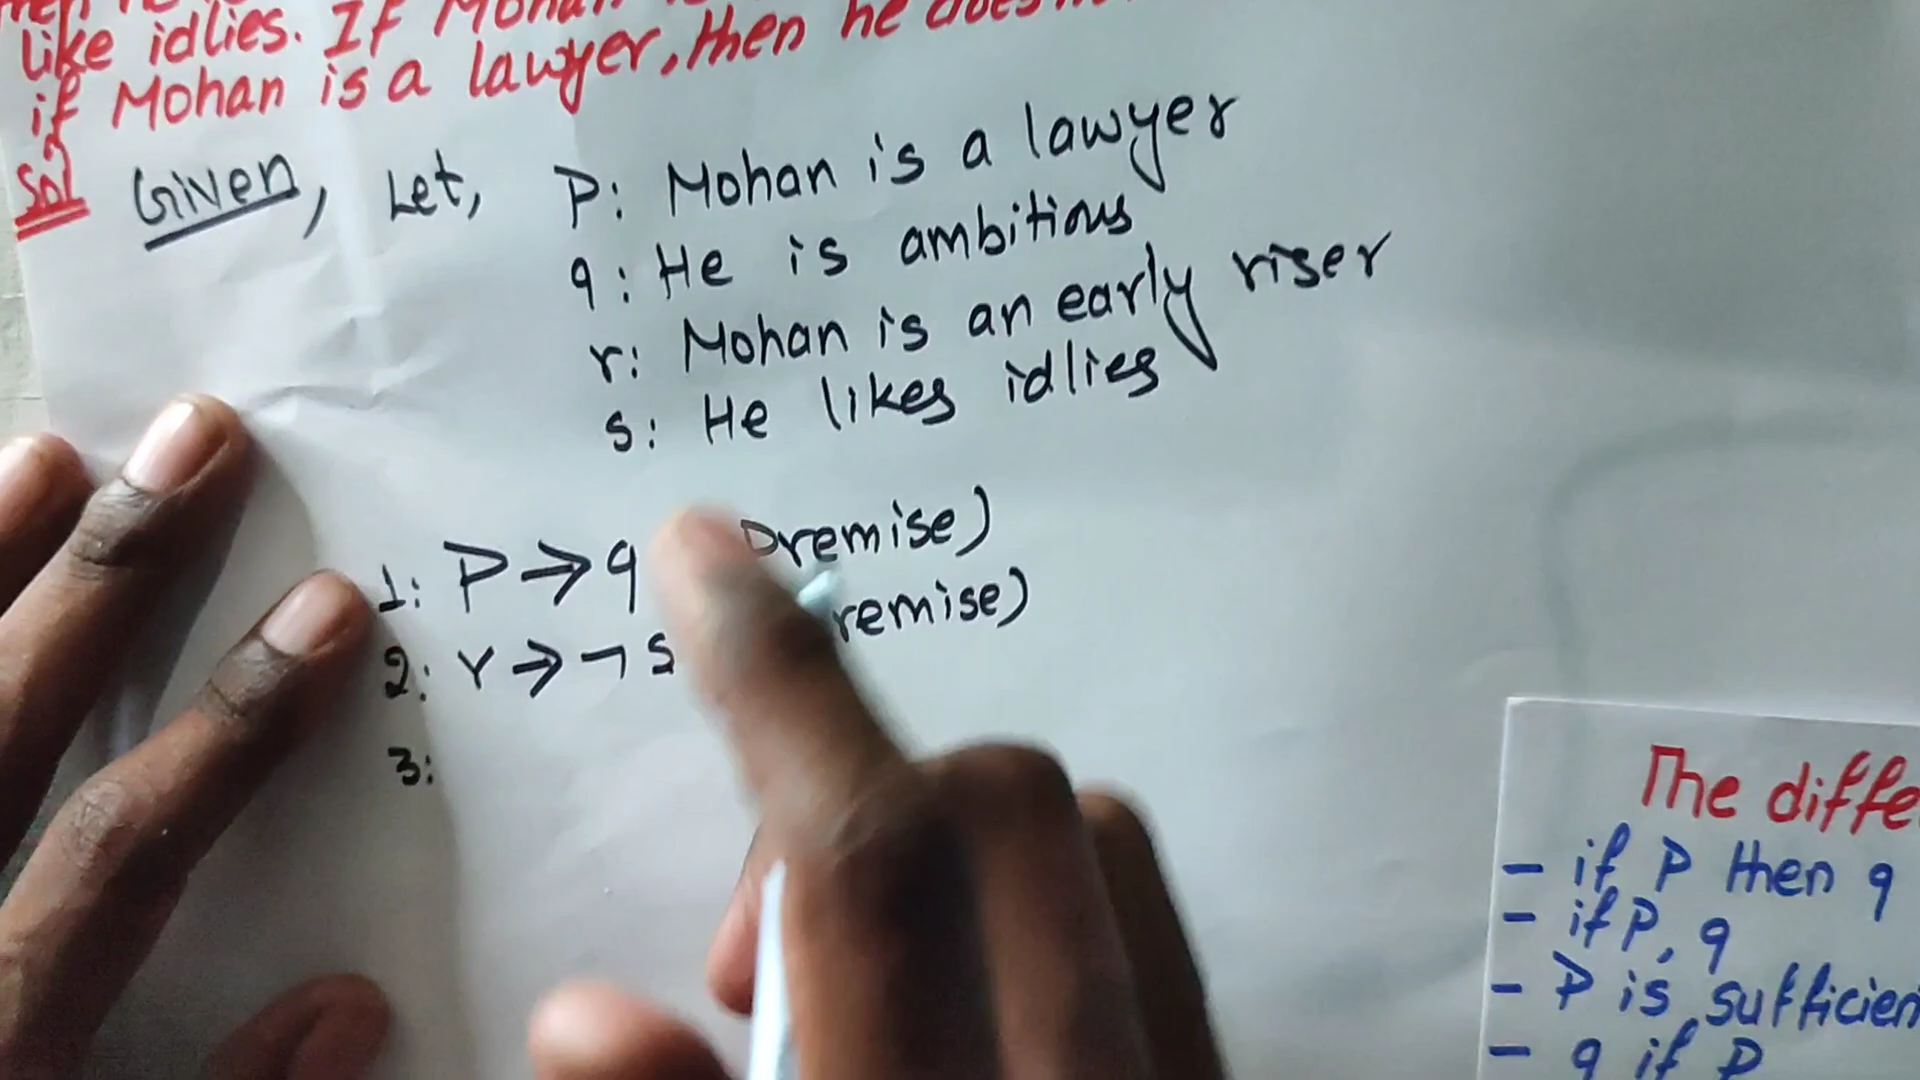 like idlies. If Mohan
if Mohan is a lawyer, then he does
Sol Given, Let, P: Mohan is a lawyer
q: He is ambitious
r: Mohan is an early riser
s: He likes idlies
1: P → q premise)
2: r → ¬ s remise)
3:
The diffe
- if P then q
- if P, q
- P is sufficien
- q if P